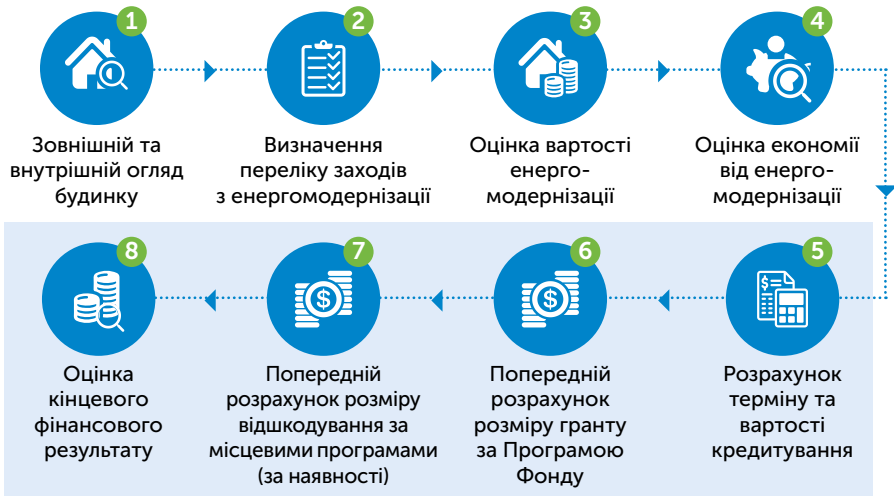 1
Зовнішній та
внутрішній огляд
будинку
2
Визначення
переліку заходів
з енергомодернізації
3
Оцінка вартості
енерго-
модернізації
4
Оцінка економії
від енерго-
модернізації
5
$=
Розрахунок
терміну та
вартості
кредитування
6
$
Попередній
розрахунок
розміру гранту
за Програмою
Фонду
7
$
Попередній
розрахунок розміру
відшкодування за
місцевими програмами
(за наявності)
8
Оцінка
кінцевого
фінансового
результату